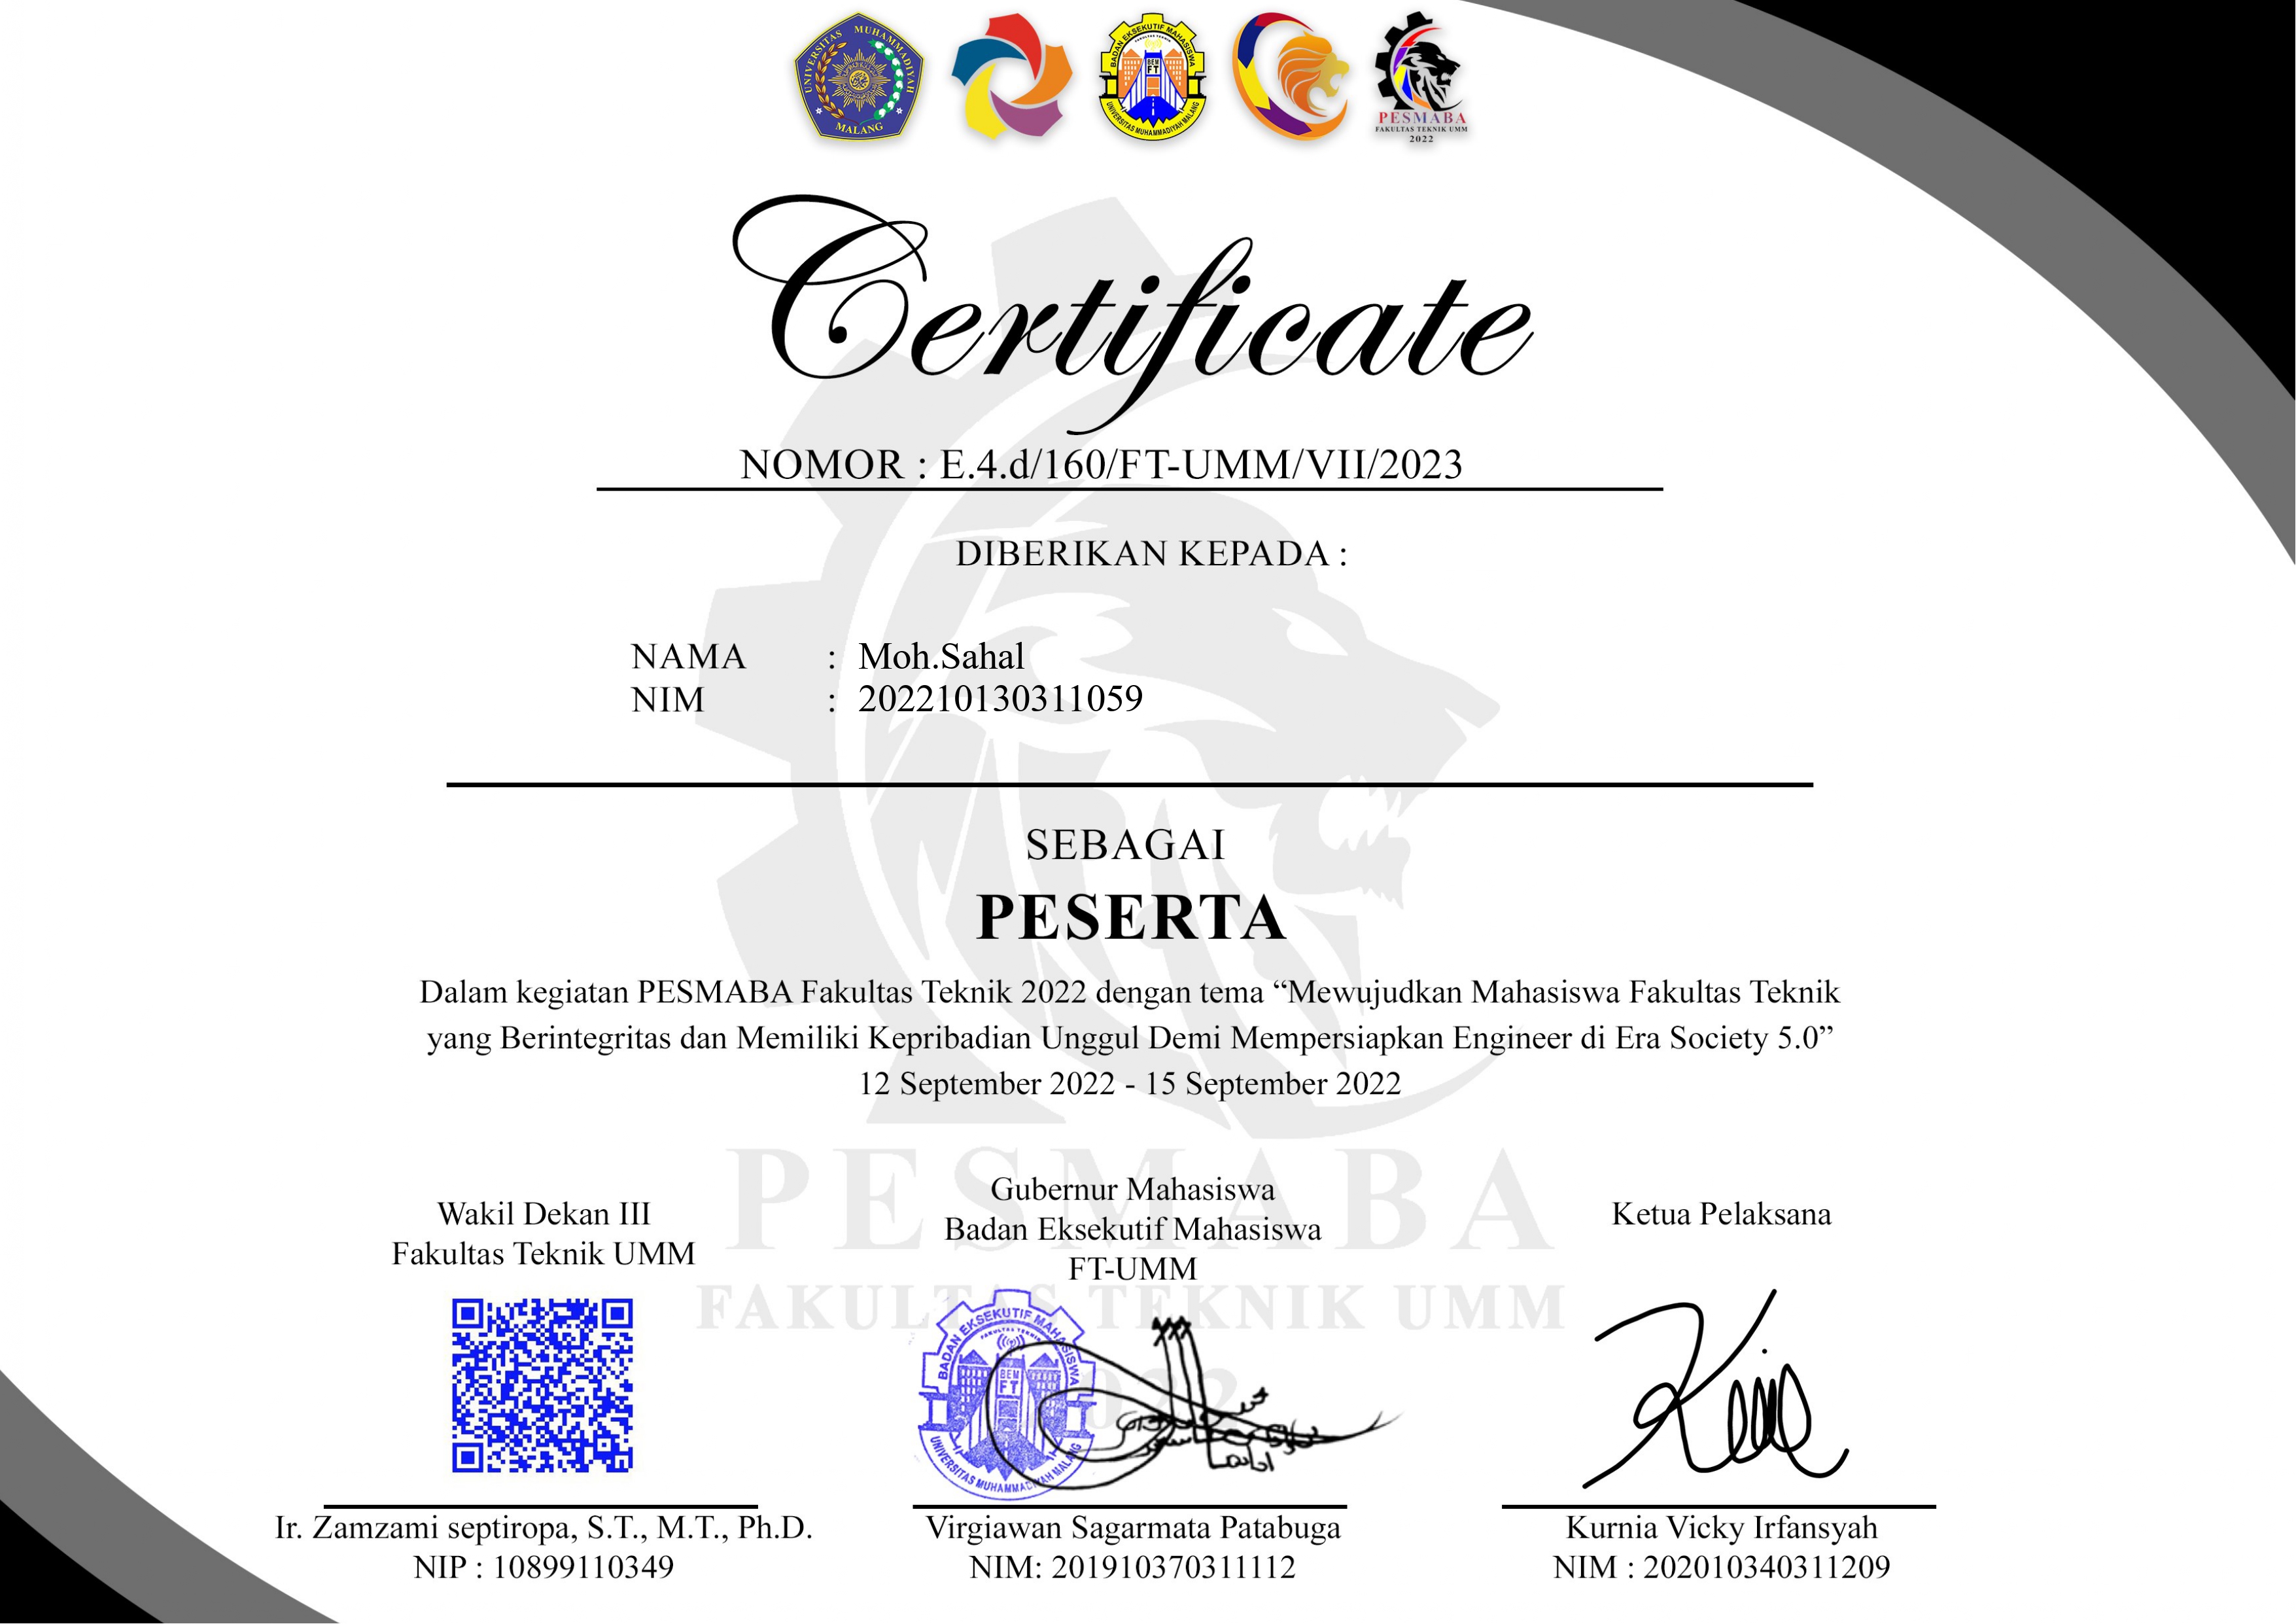 UNIVERSITAS MUHAMMADIYAH
MALANG
BADAN EKSEKUTIF MAHASISWA
FAKULTAS TEKNIK
BEM
FT
UNIVERSITAS MUHAMMADIYAH MALANG
PESMABA
FAKULTAS TEKNIK UMM
2022
Certificate
NOMOR : E.4.d/160/FT-UMM/VII/2023
DIBERIKAN KEPADA :
NAMA : Moh.Sahal
NIM : 202210130311059
SEBAGAI
PESERTA
Dalam kegiatan PESMABA Fakultas Teknik 2022 dengan tema “Mewujudkan Mahasiswa Fakultas Teknik
yang Berintegritas dan Memiliki Kepribadian Unggul Demi Mempersiapkan Engineer di Era Society 5.0”
12 September 2022 - 15 September 2022
PESMABA
FAKULTAS TEKNIK UMM
2022
Wakil Dekan III
Fakultas Teknik UMM
Gubernur Mahasiswa
Badan Eksekutif Mahasiswa
FT-UMM
Ketua Pelaksana
BADAN EKSEKUTIF MAHASISWA
FAKULTAS TEKNIK
BEM
FT
UNIVERSITAS MUHAMMADIYAH MALANG
Ir. Zamzami septiropa, S.T., M.T., Ph.D.
NIP : 10899110349
Virgiawan Sagarmata Patabuga
NIM: 201910370311112
Kurnia Vicky Irfansyah
NIM : 202010340311209